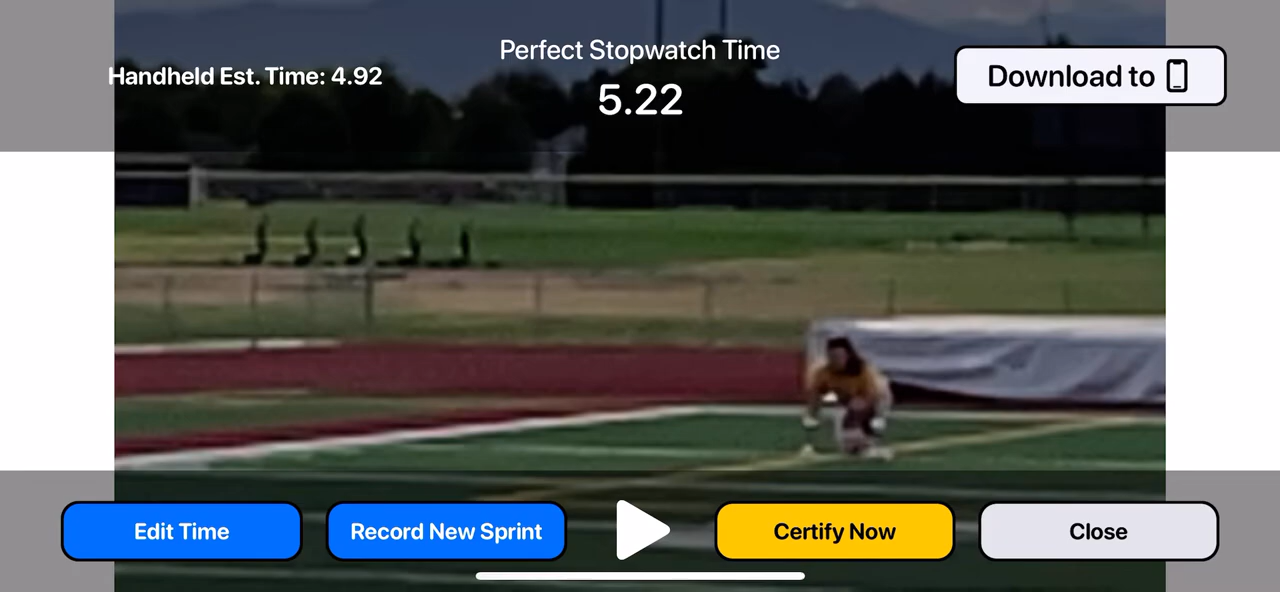 Perfect Stopwatch Time
Handheld Est. Time: 4.92
5.22
Download to
Edit Time
Record New Sprint
Certify Now
Close